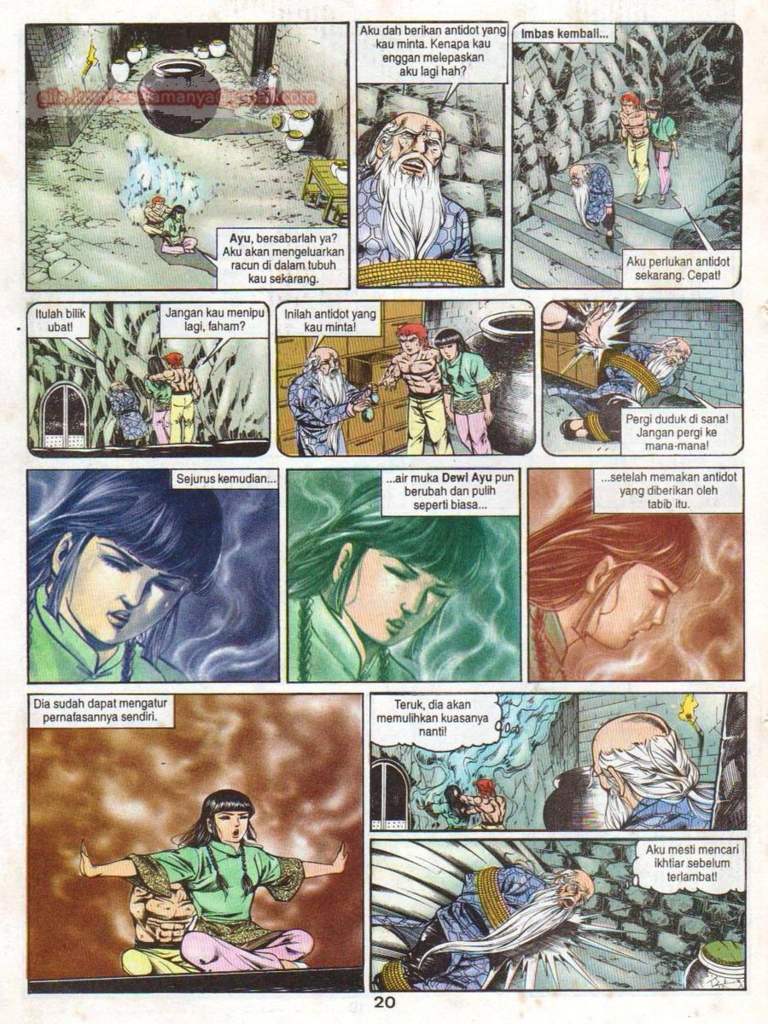 Ayu, bersabarlah ya?
Aku akan mengeluarkan
racun di dalam tubuh
kau sekarang.
Aku dah berikan antidot yang
kau minta. Kenapa kau
enggan melepaskan
aku lagi hah?
Imbas kembali...
Aku perlukan antidot
sekarang. Cepat!
Itulah bilik
ubat!
Jangan kau menipu
lagi, faham?
Inilah antidot yang
kau minta!
Pergi duduk di sana!
Jangan pergi ke
mana-mana!
Sejurus kemudian...
...air muka Dewi Ayu pun
berubah dan pulih
seperti biasa...
...setelah memakan antidot
yang diberikan oleh
tabib itu.
Dia sudah dapat mengatur
pernafasannya sendiri.
Teruk, dia akan
memulihkan kuasanya
nanti!
Aku mesti mencari
ikhtiar sebelum
terlambat!
20